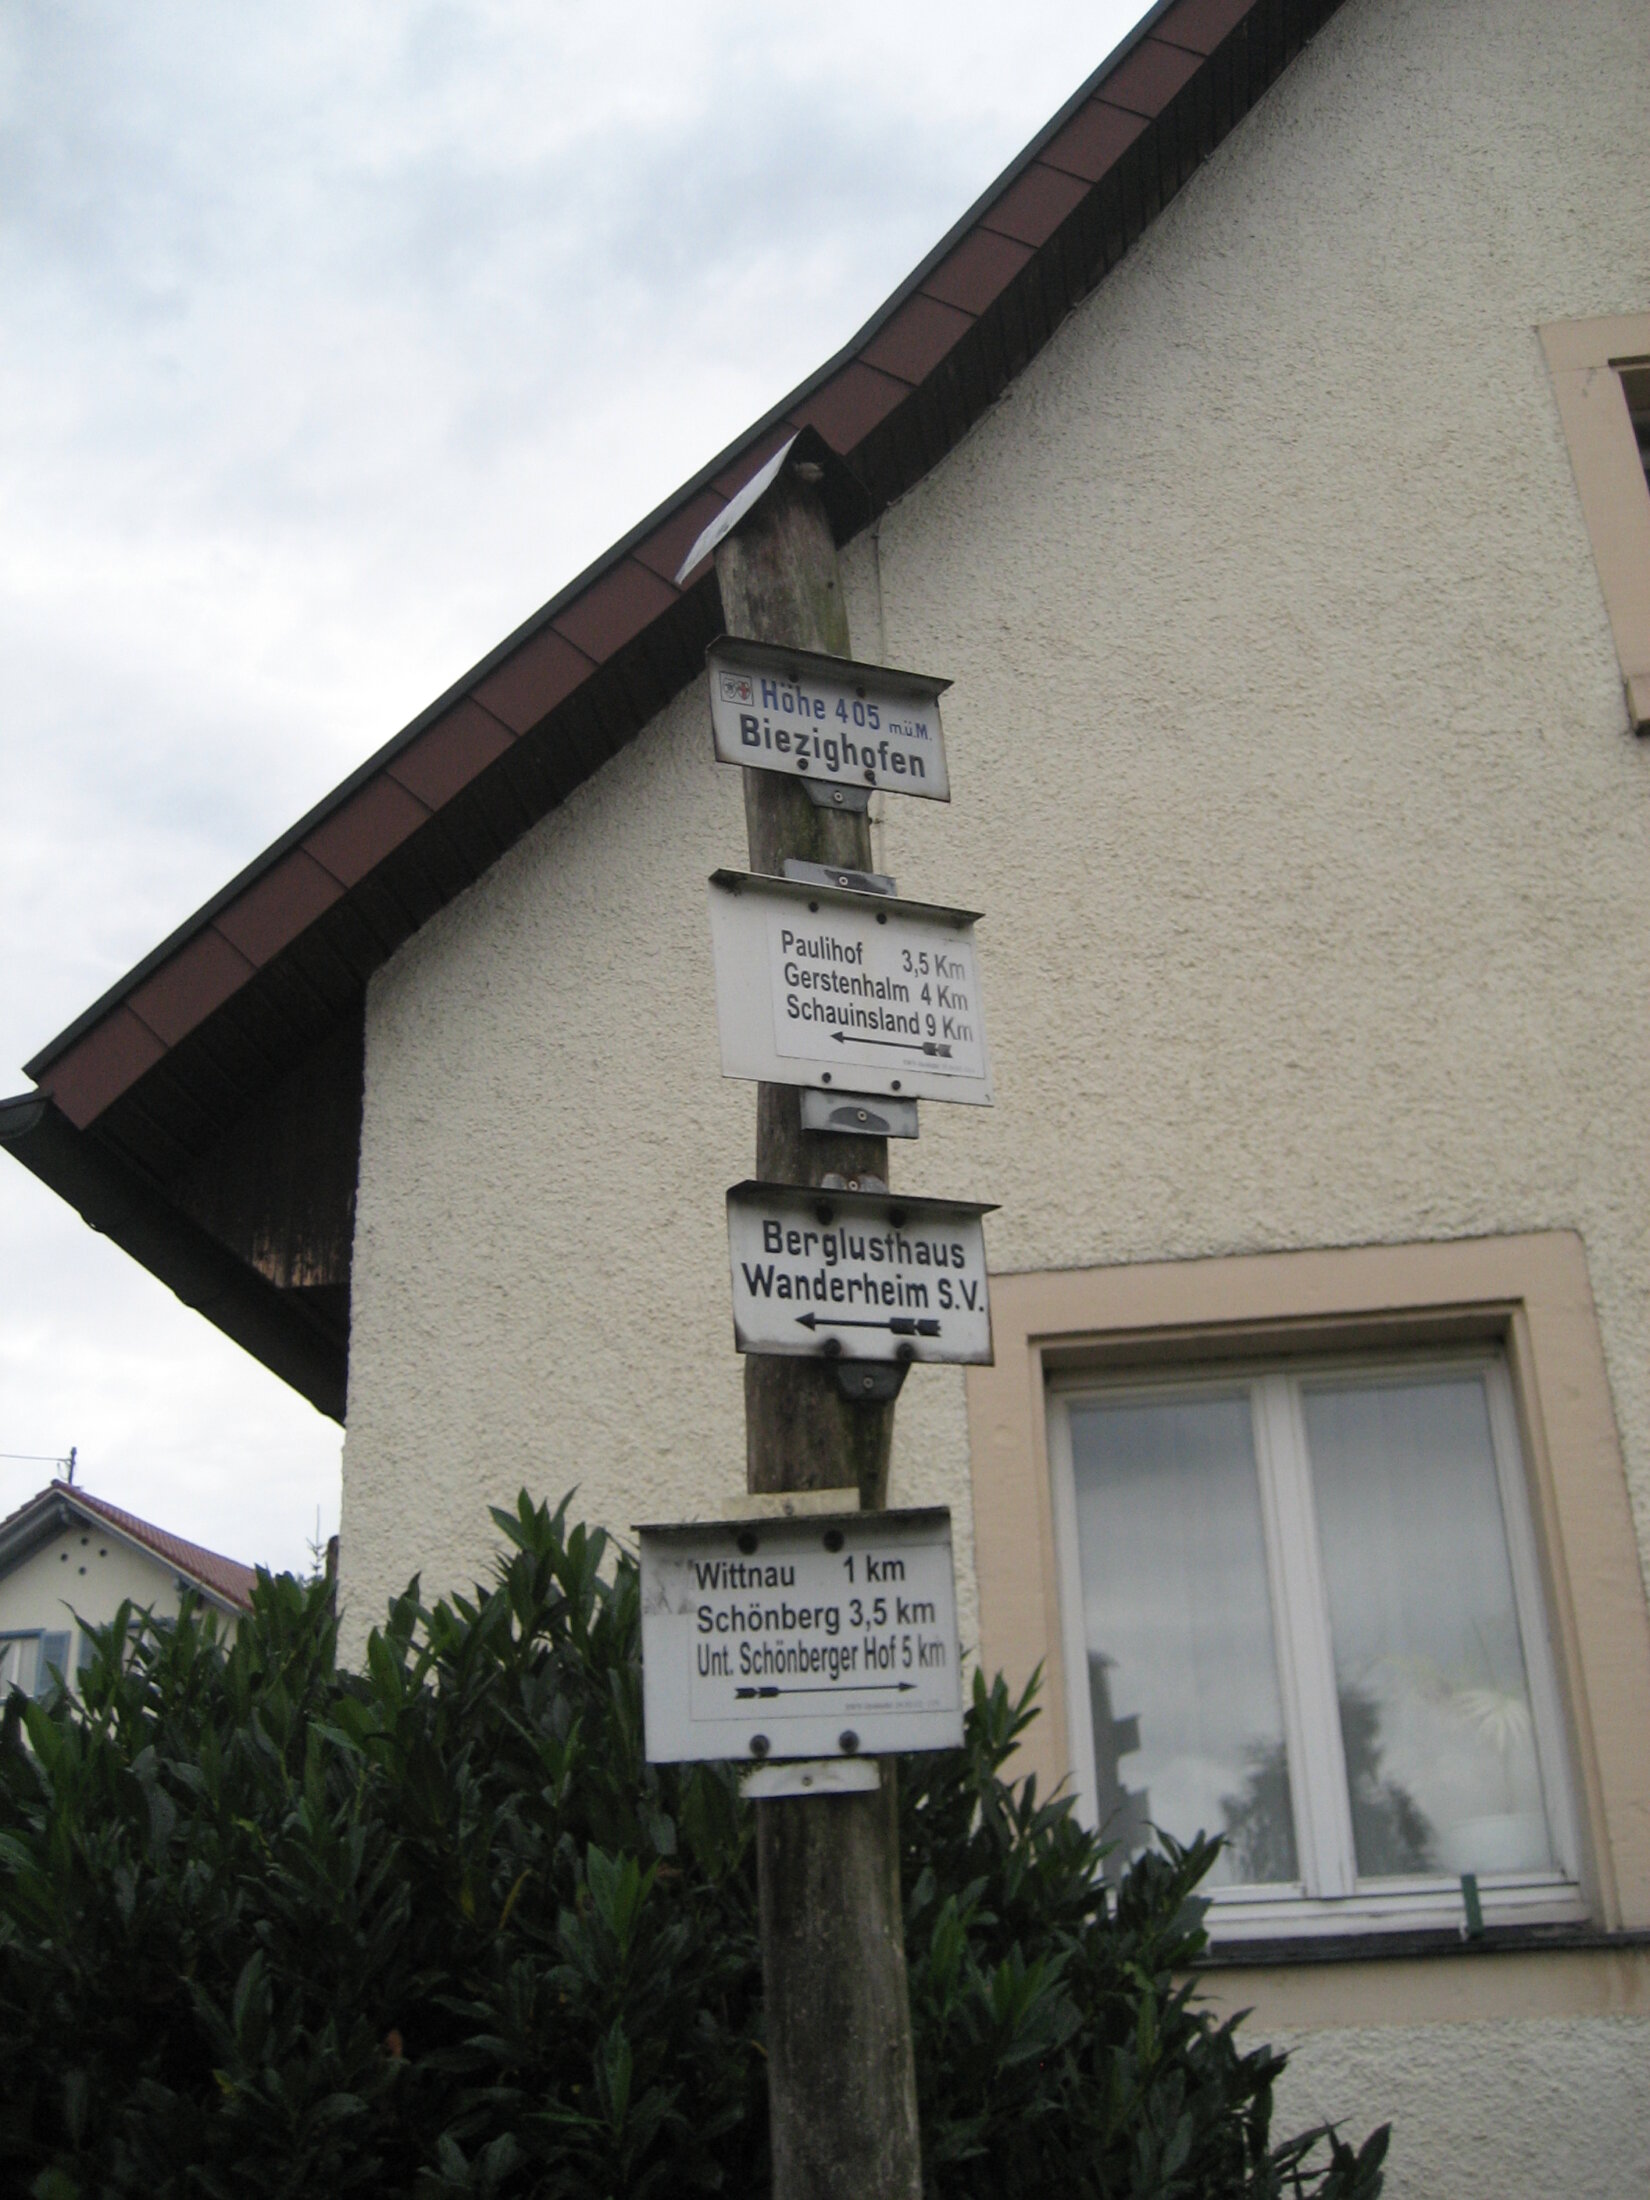 Höhe 405 m.ü.M.
Biezighofen
Paulihof 3,5 Km
Gerstenhalm 4 Km
Schauinsland 9 Km
Berglusthaus
Wanderheim S.V.
Wittnau 1 km
Schönberg 3,5 km
Unt. Schönberger Hof 5 km